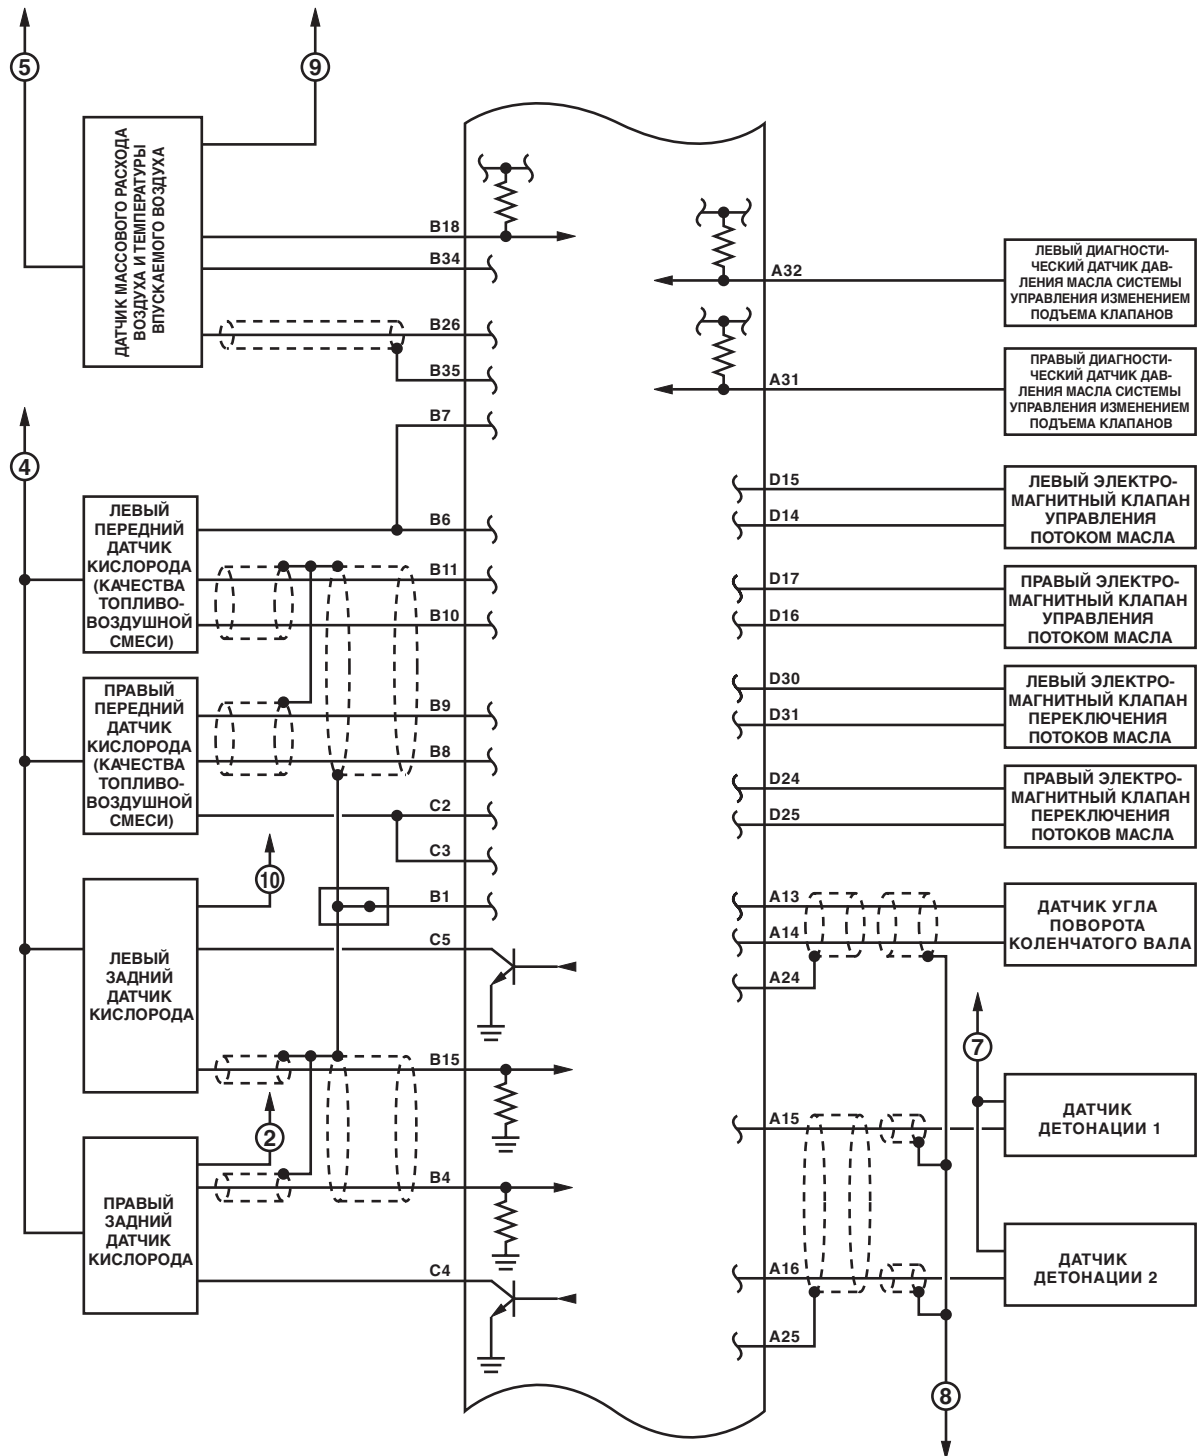 5
9
ДАТЧИК МАССОВОГО РАСХОДА
ВОЗДУХА И ТЕМПЕРАТУРЫ
ВПУСКАЕМОГО ВОЗДУХА
B18
B34
B26
B35
B7
4
ЛЕВЫЙ
ПЕРЕДНИЙ
ДАТЧИК
КИСЛОРОДА
(КАЧЕСТВА
ТОПЛИВО-
ВОЗДУШНОЙ
СМЕСИ)
B6
B11
B10
ПРАВЫЙ
ПЕРЕДНИЙ
ДАТЧИК
КИСЛОРОДА
(КАЧЕСТВА
ТОПЛИВО-
ВОЗДУШНОЙ
СМЕСИ)
B9
B8
C2
C3
10
B1
C5
ЛЕВЫЙ
ЗАДНИЙ
ДАТЧИК
КИСЛОРОДА
B15
2
B4
ПРАВЫЙ
ЗАДНИЙ
ДАТЧИК
КИСЛОРОДА
C4
A32
ЛЕВЫЙ ДИАГНОСТИ-
ЧЕСКИЙ ДАТЧИК ДАВ-
ЛЕНИЯ МАСЛА СИСТЕМЫ
УПРАВЛЕНИЯ ИЗМЕНЕНИЕМ
ПОДЪЕМА КЛАПАНОВ
A31
ПРАВЫЙ ДИАГНОСТИ-
ЧЕСКИЙ ДАТЧИК ДАВ-
ЛЕНИЯ МАСЛА СИСТЕМЫ
УПРАВЛЕНИЯ ИЗМЕНЕНИЕМ
ПОДЪЕМА КЛАПАНОВ
D15
D14
ЛЕВЫЙ ЭЛЕКТРО-
МАГНИТНЫЙ КЛАПАН
УПРАВЛЕНИЯ
ПОТОКОМ МАСЛА
D17
D16
ПРАВЫЙ ЭЛЕКТРО-
МАГНИТНЫЙ КЛАПАН
УПРАВЛЕНИЯ
ПОТОКОМ МАСЛА
D30
D31
ЛЕВЫЙ ЭЛЕКТРО-
МАГНИТНЫЙ КЛАПАН
ПЕРЕКЛЮЧЕНИЯ
ПОТОКОВ МАСЛА
D24
D25
ПРАВЫЙ ЭЛЕКТРО-
МАГНИТНЫЙ КЛАПАН
ПЕРЕКЛЮЧЕНИЯ
ПОТОКОВ МАСЛА
A13
A14
A24
ДАТЧИК УГЛА
ПОВОРОТА
КОЛЕНЧАТОГО ВАЛА
7
A15
ДАТЧИК
ДЕТОНАЦИИ 1
A16
ДАТЧИК
ДЕТОНАЦИИ 2
A25
8